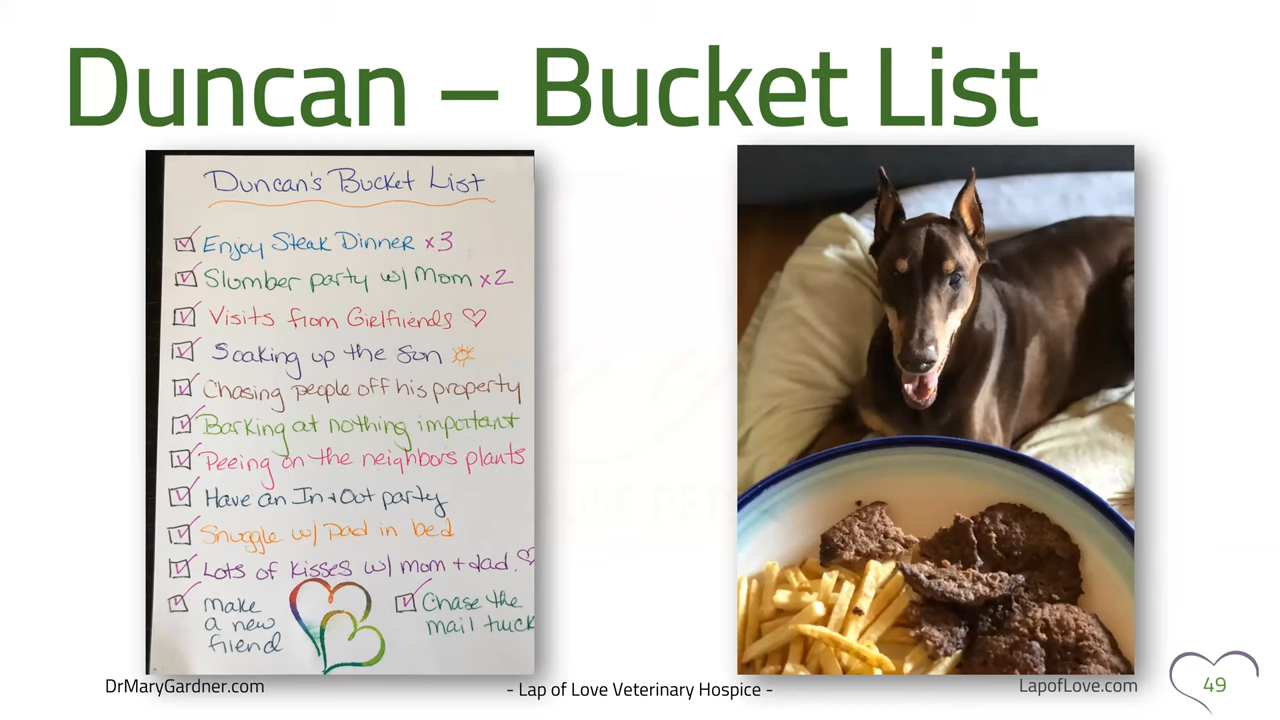 Duncan – Bucket List
Duncan's Bucket List
Enjoy Steak Dinner x3
Slumber party w/ Mom x2
Visits from Girlfriends
Soaking up the Sun
Chasing people off his property
Barking at nothing important
Peeing on the neighbors plants
Have an In + Out party
Snuggle w/ Dad in bed
Lots of Kisses w/ mom + dad.
Make
a new
friend
Chase the
mail truck
DrMaryGardner.com
- Lap of Love Veterinary Hospice -
LapofLove.com
49